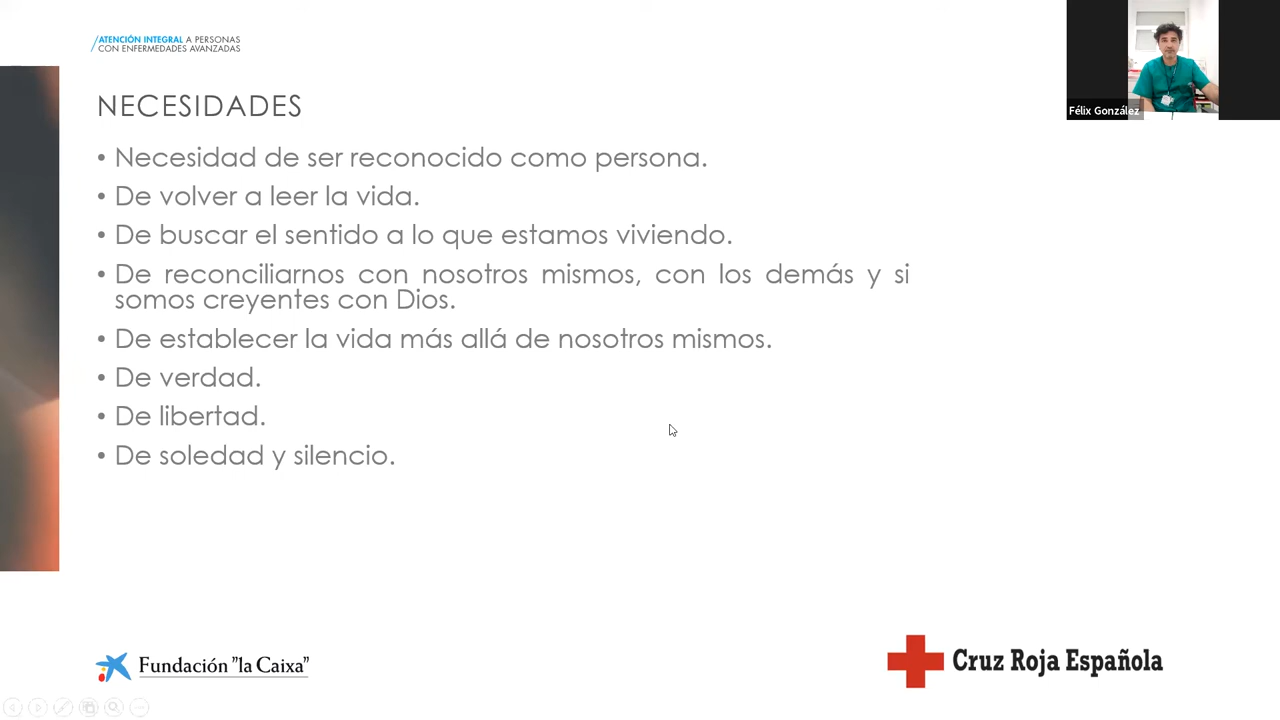 ATENCIÓN INTEGRAL A PERSONAS
CON ENFERMEDADES AVANZADAS
Félix González
NECESIDADES
• Necesidad de ser reconocido como persona.
• De volver a leer la vida.
• De buscar el sentido a lo que estamos viviendo.
• De reconciliarnos con nosotros mismos, con los demás y si
somos creyentes con Dios.
• De establecer la vida más allá de nosotros mismos.
• De verdad.
• De libertad.
• De soledad y silencio.
Fundación "la Caixa"
Cruz Roja Española